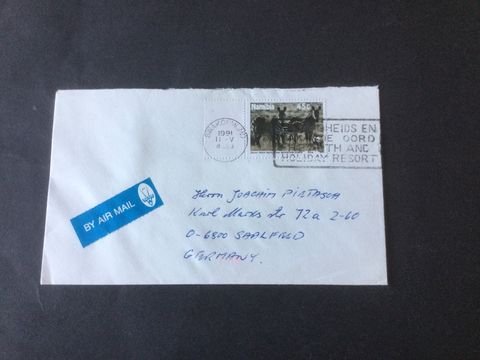 Namibia 45c
1991
11-V
HEIDS EN
OORD
TH AND
HOLIDAY RESORT
BY AIR MAIL
Herrn JOACHIM
Karl Marx Str 72a 2-60
O-6800 SAALFELD
GERMANY.